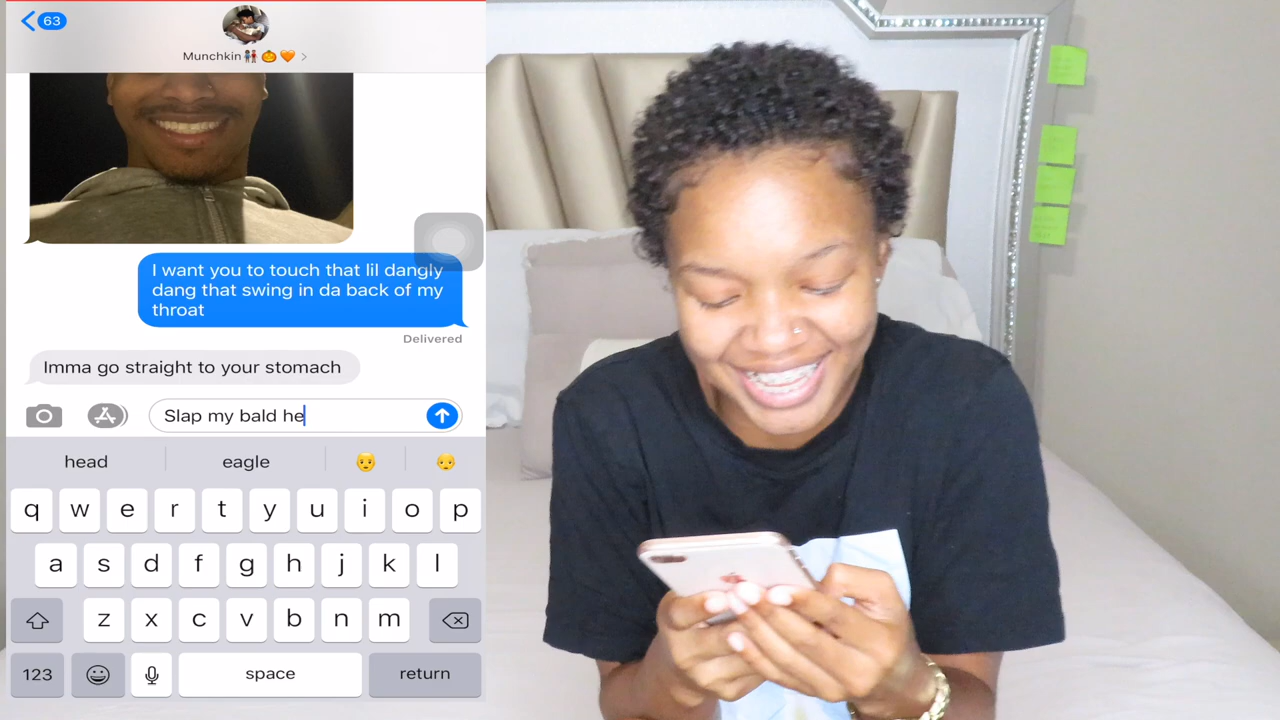 63
Munchkin👫🎃🧡 >
I want you to touch that lil dangly
dang that swing in da back of my
throat
Delivered
Imma go straight to your stomach
Slap my bald he
head eagle 👨‍🦲 👴
q w e r t y u i o p
a s d f g h j k l
z x c v b n m
123 space return